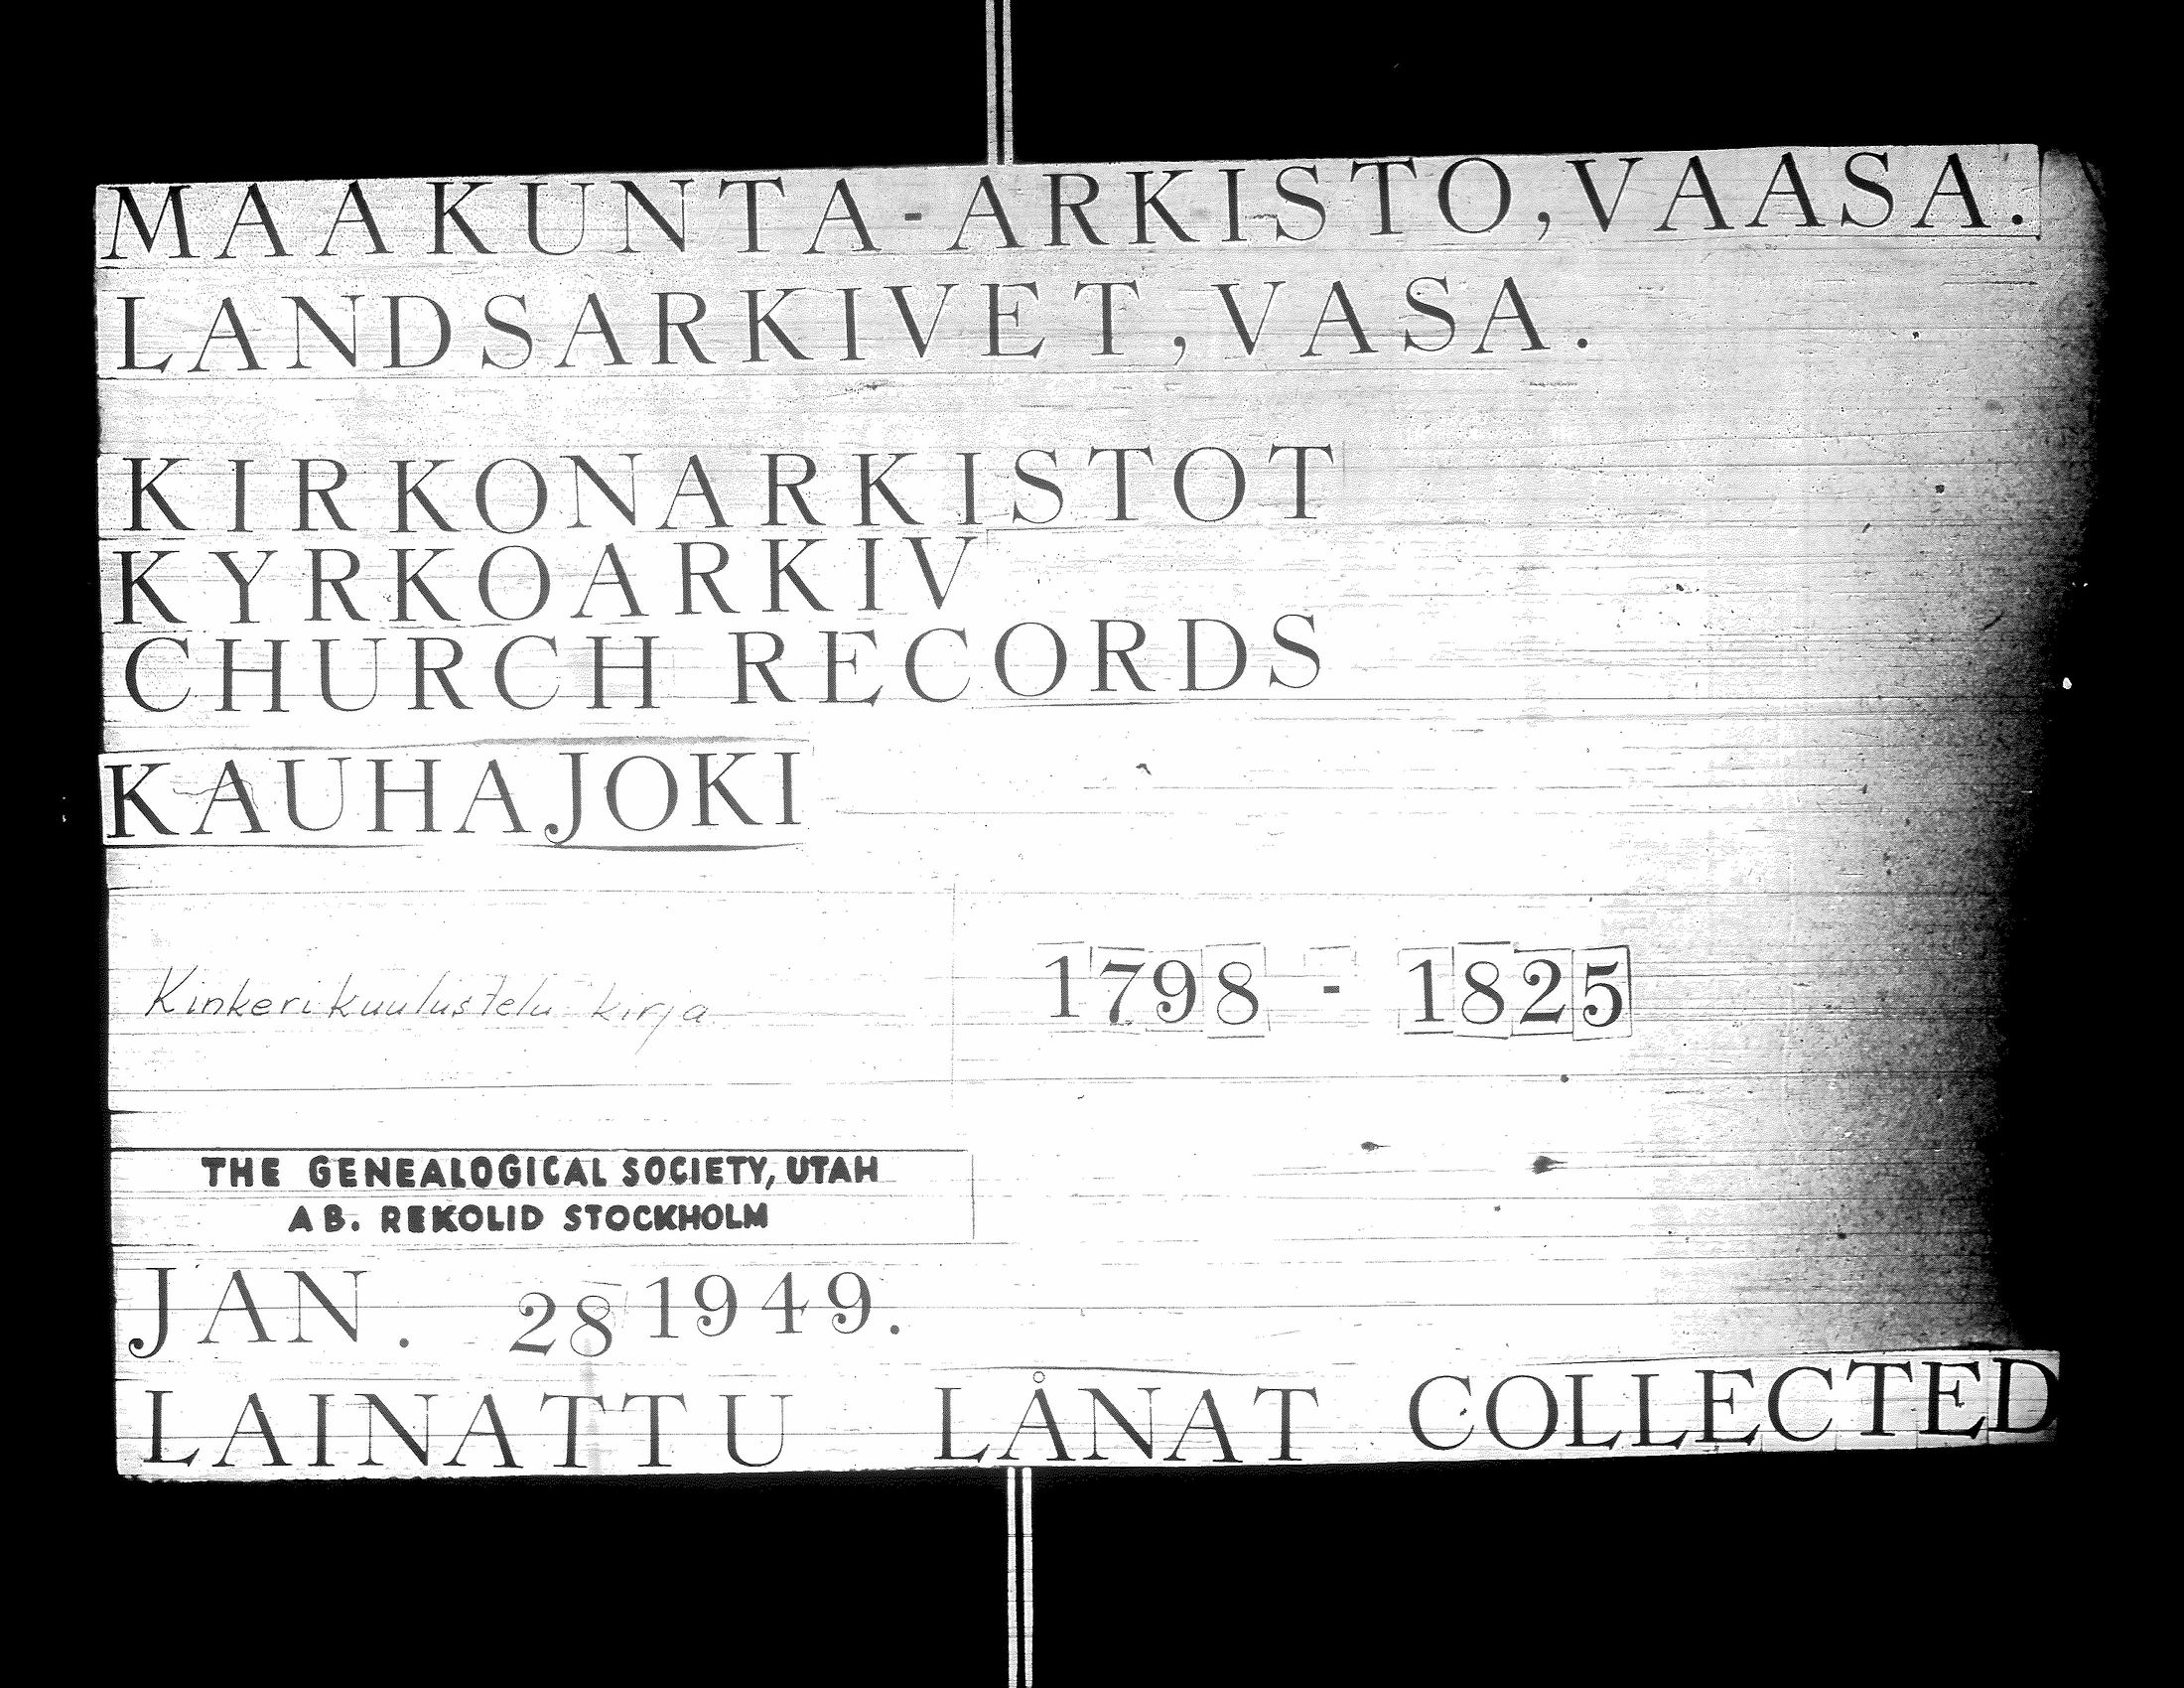 MAAKUNTA-ARKISTO, VAASA.
LANDSARKIVET, VASA.
KIRKONARKISTOT
KYRKOARKIV
CHURCH RECORDS
KAUHAJOKI
Kinkerikuulustelu kirja 1798 - 1825
THE GENEALOGICAL SOCIETY, UTAH
AB. REKOLID STOCKHOLM
JAN. 28 1949.
LAINATTU LÅNAT COLLECTED